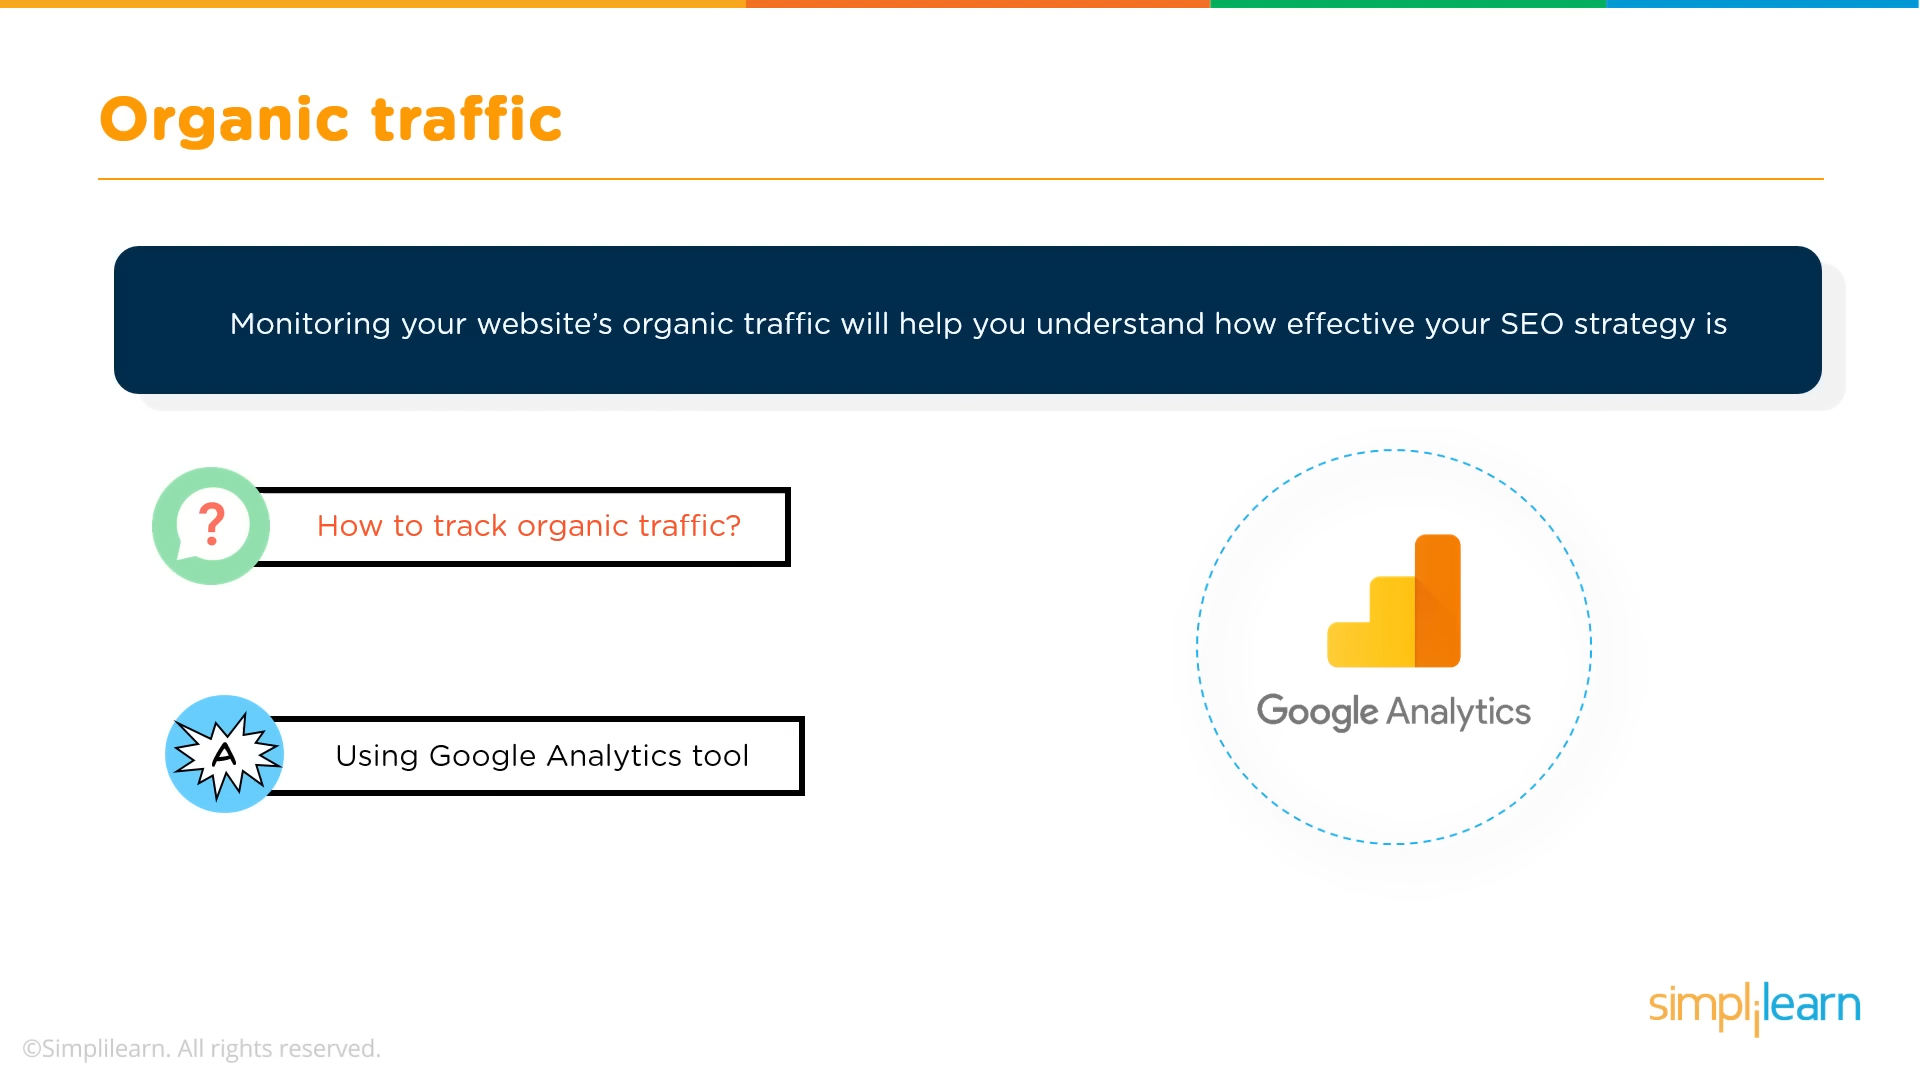 Organic traffic
Monitoring your website’s organic traffic will help you understand how effective your SEO strategy is
?
How to track organic traffic?
A
Using Google Analytics tool
Google Analytics
simplilearn
©Simplilearn. All rights reserved.